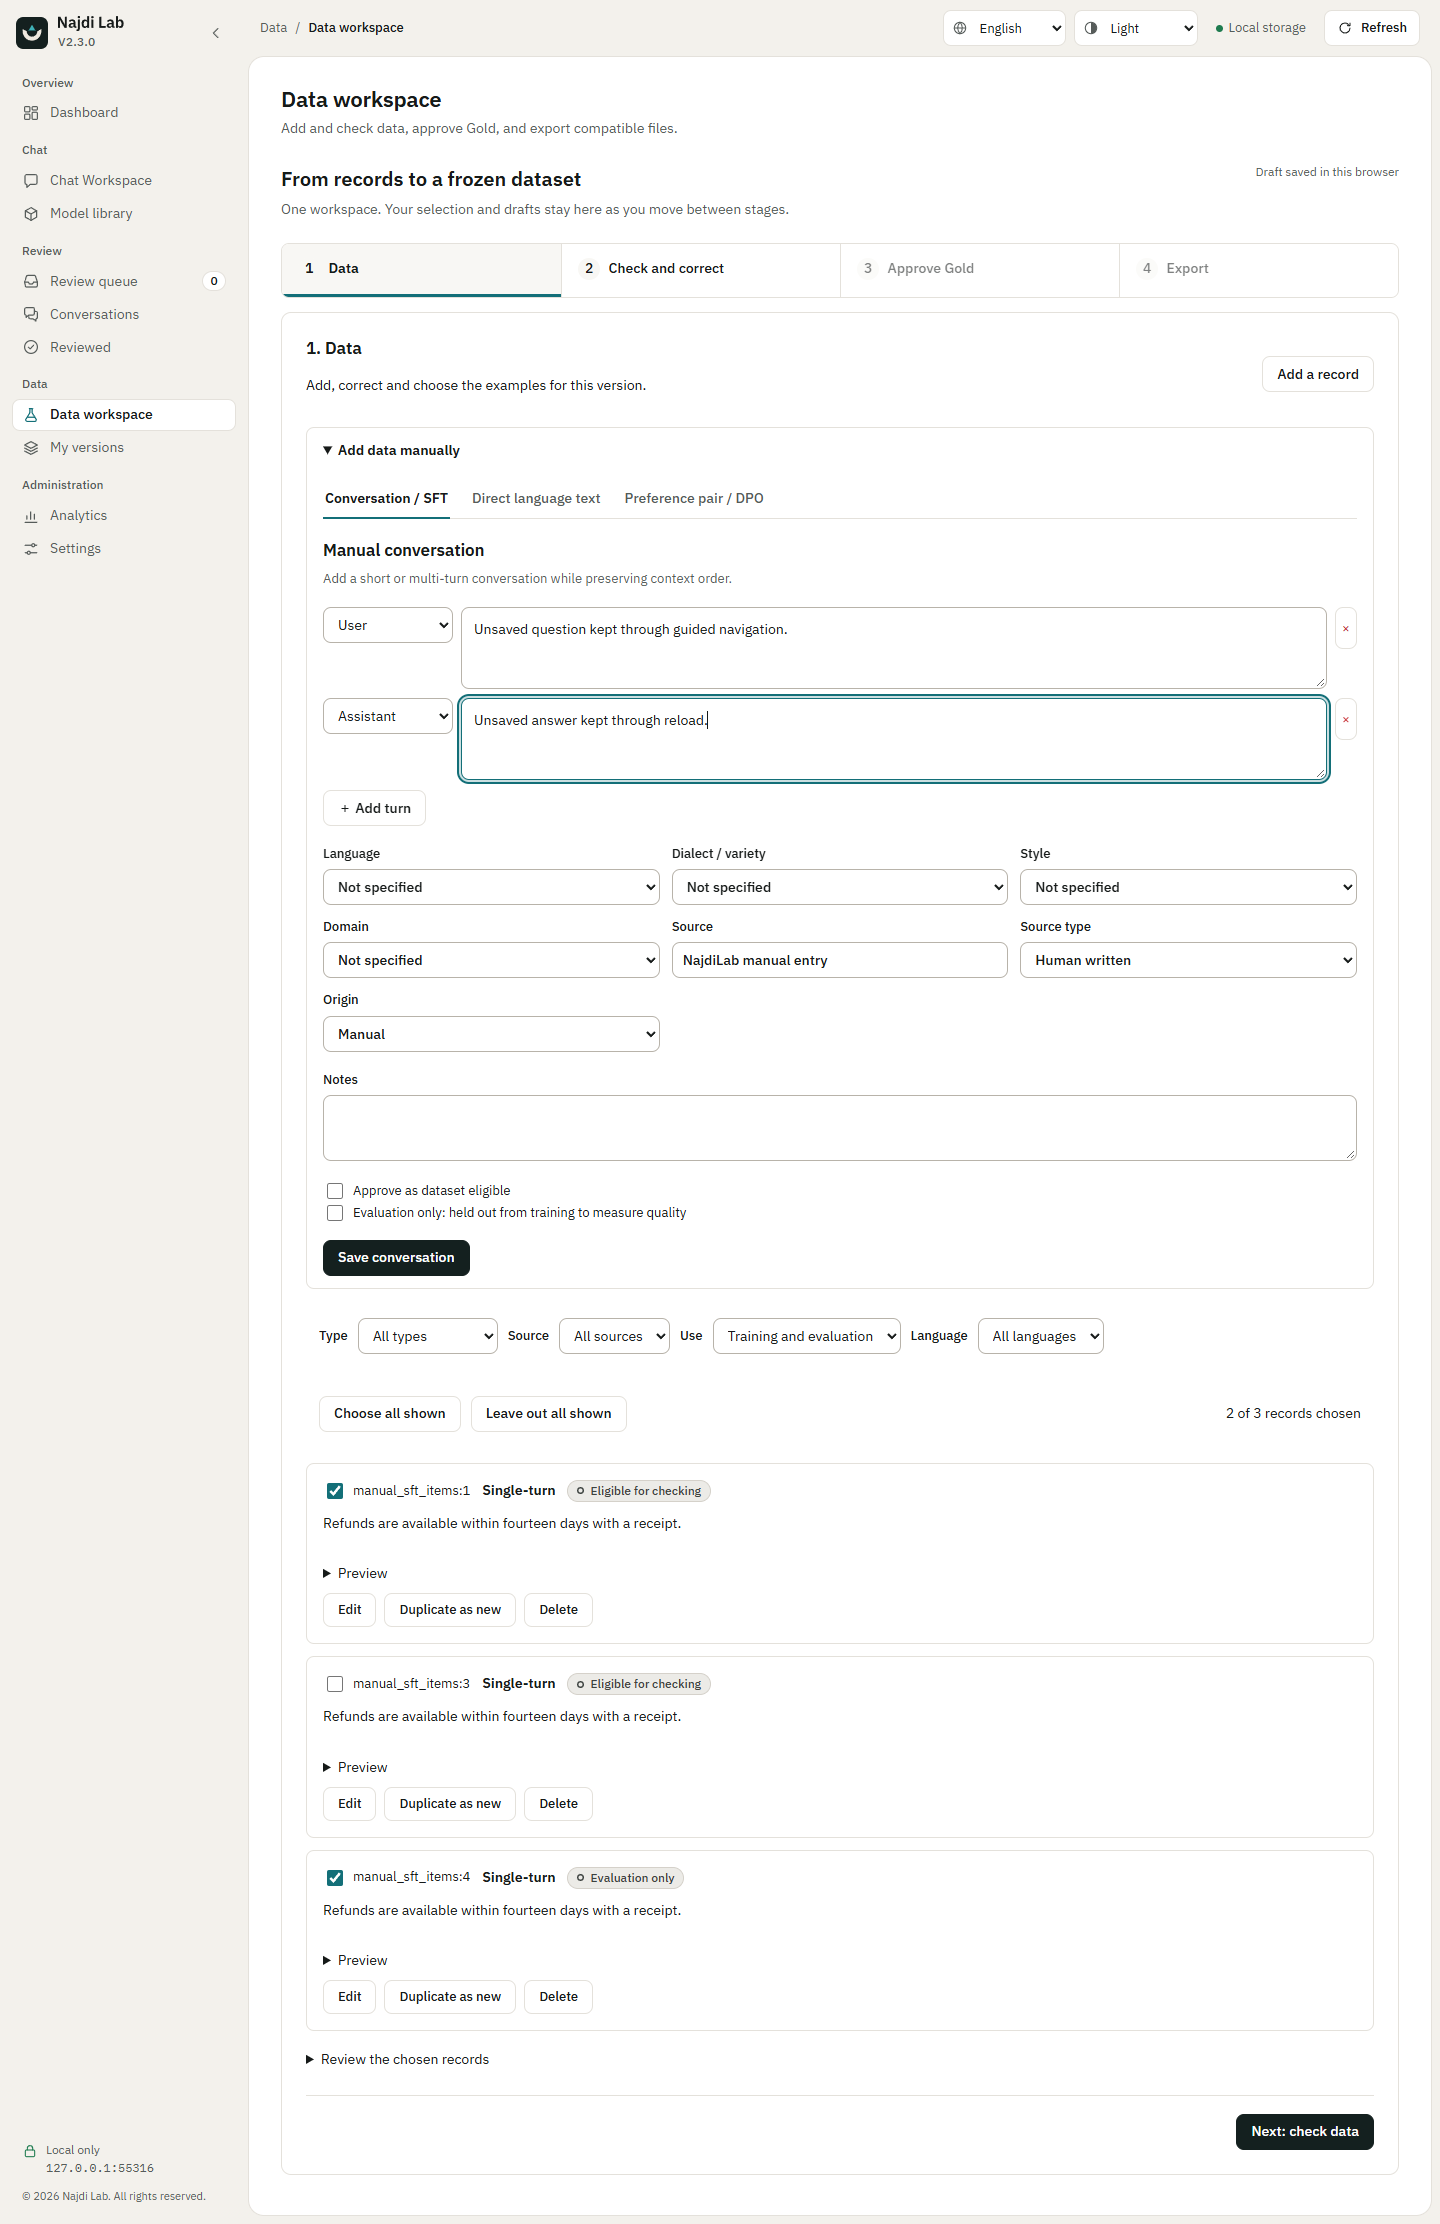 Najdi Lab
V2.3.0
Overview
Dashboard
Chat
Chat Workspace
Model library
Review
Review queue 0
Conversations
Reviewed
Data
Data workspace
My versions
Administration
Analytics
Settings
Local only
127.0.0.1:55316
© 2026 Najdi Lab. All rights reserved.
Data / Data workspace
English
Light
Local storage
Refresh
Data workspace
Add and check data, approve Gold, and export compatible files.
From records to a frozen dataset
Draft saved in this browser
One workspace. Your selection and drafts stay here as you move between stages.
1 Data
2 Check and correct
3 Approve Gold
4 Export
1. Data
Add, correct and choose the examples for this version.
Add a record
Add data manually
Conversation / SFT
Direct language text
Preference pair / DPO
Manual conversation
Add a short or multi-turn conversation while preserving context order.
User
Unsaved question kept through guided navigation.
×
Assistant
Unsaved answer kept through reload.
×
+ Add turn
Language
Dialect / variety
Style
Not specified
Not specified
Not specified
Domain
Source
Source type
Not specified
NajdiLab manual entry
Human written
Origin
Manual
Notes
Approve as dataset eligible
Evaluation only: held out from training to measure quality
Save conversation
Type All types Source All sources Use Training and evaluation Language All languages
Choose all shown
Leave out all shown
2 of 3 records chosen
manual_sft_items:1 Single-turn Eligible for checking
Refunds are available within fourteen days with a receipt.
Preview
Edit
Duplicate as new
Delete
manual_sft_items:3 Single-turn Eligible for checking
Refunds are available within fourteen days with a receipt.
Preview
Edit
Duplicate as new
Delete
manual_sft_items:4 Single-turn Evaluation only
Refunds are available within fourteen days with a receipt.
Preview
Edit
Duplicate as new
Delete
Review the chosen records
Next: check data